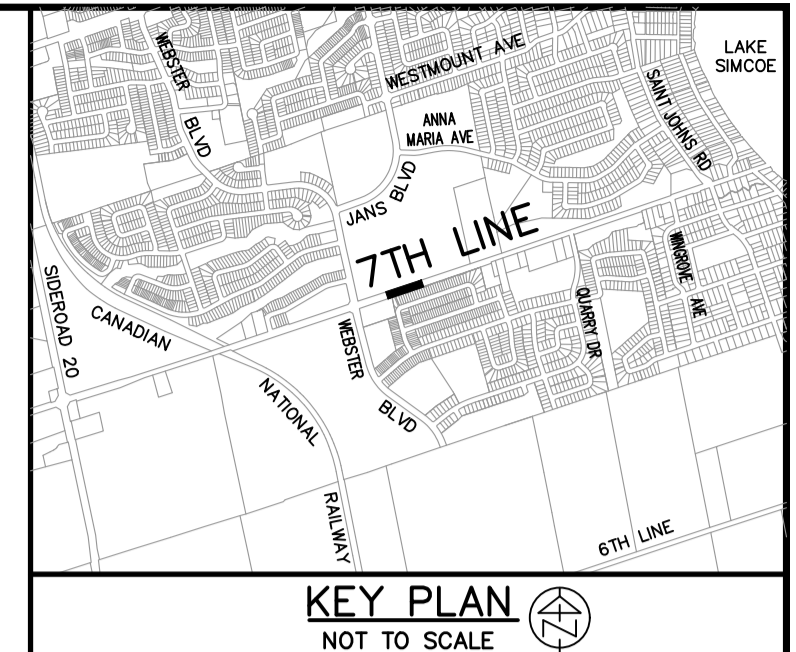 WEBSTER
BLVD
WESTMOUNT AVE
LAKE
SIMCOE
ANNA
MARIA AVE
SAINT JOHNS RD
JANS BLVD
7TH LINE
WINGROVE AVE
SIDEROAD 20
CANADIAN
NATIONAL
RAILWAY
WEBSTER
BLVD
QUARRY DR
6TH LINE
KEY PLAN
NOT TO SCALE
N